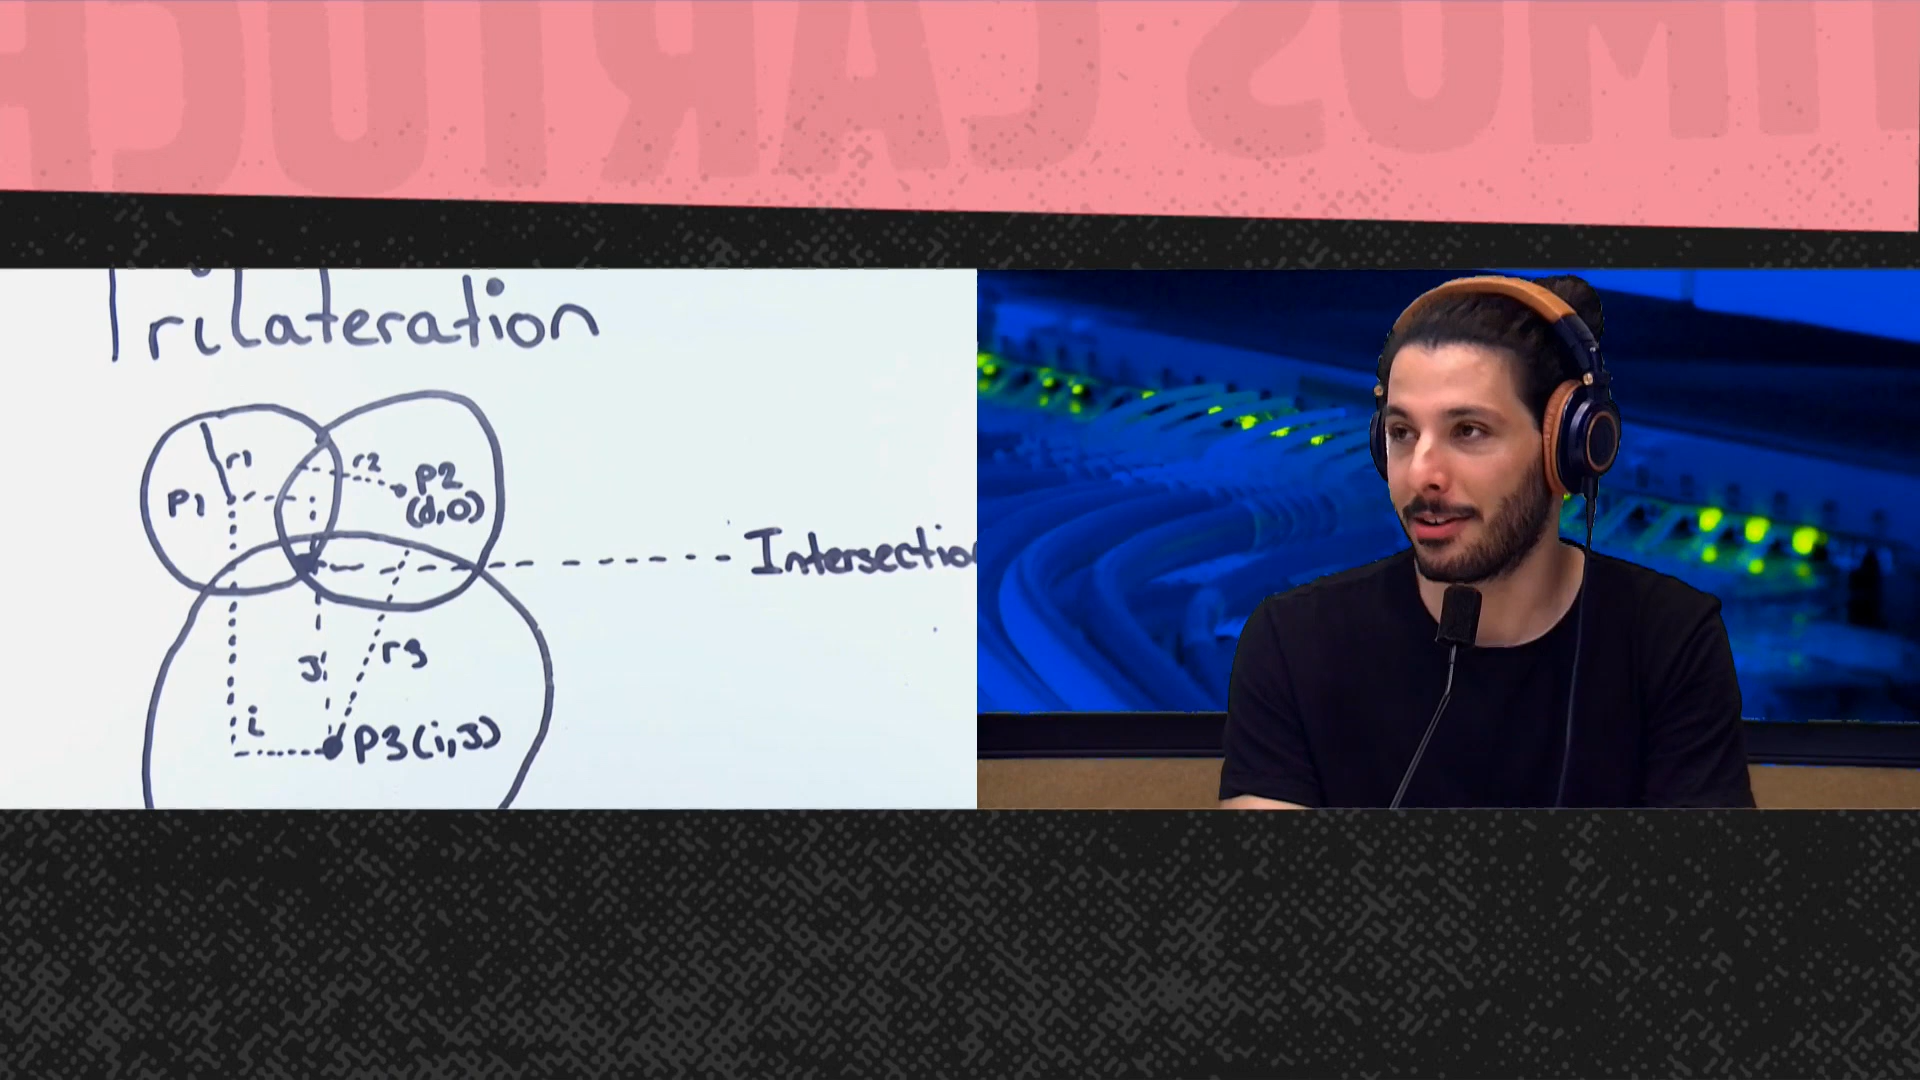 Trilateration
r1
r2
P1
P2
(d,0)
Intersection
J
r3
i
P3(i,J)